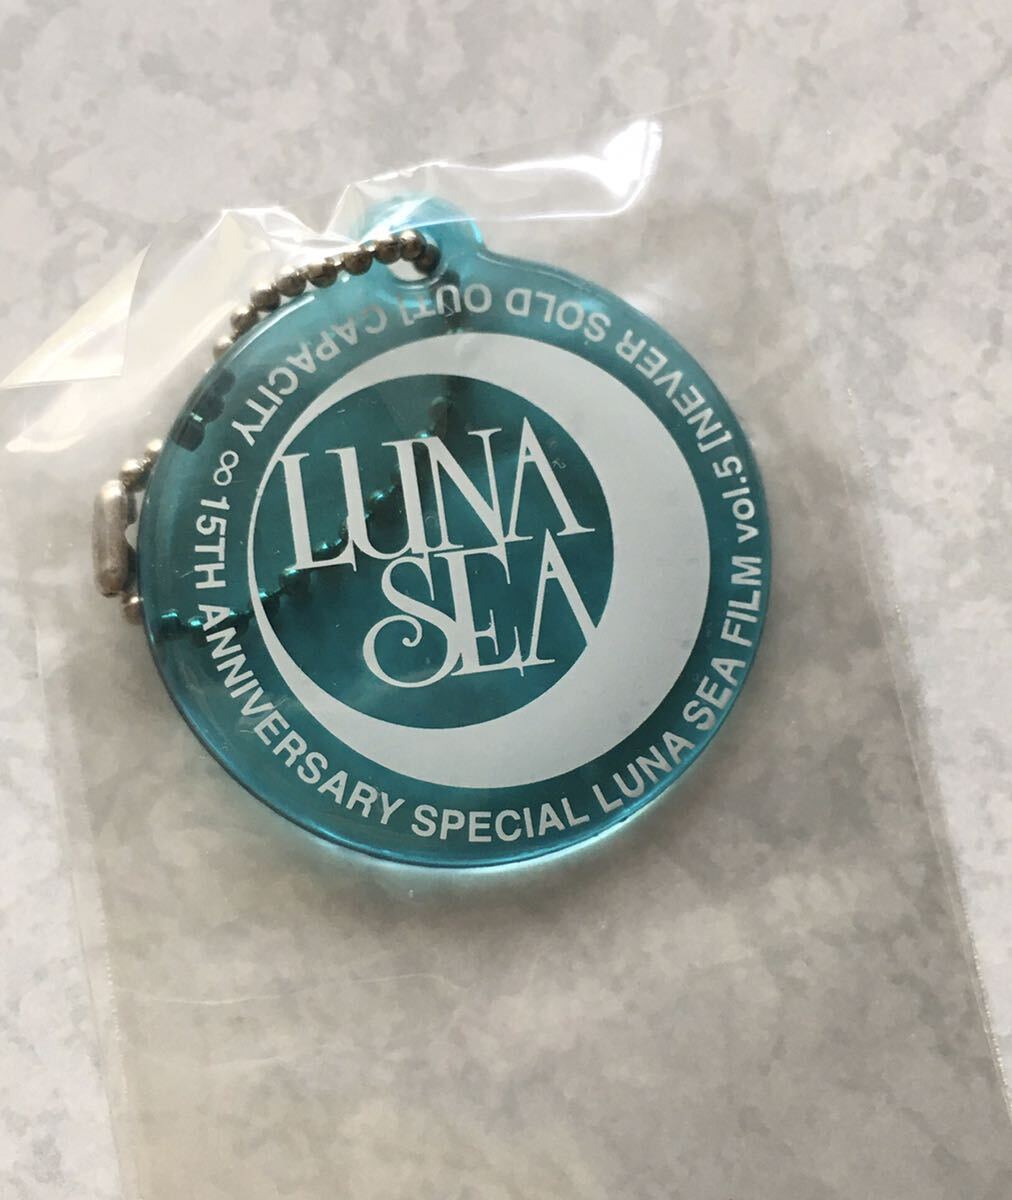 LUNA
SEA
15TH ANNIVERSARY SPECIAL LUNA SEA FILM vol.5 [NEVER SOLD OUT] CAPACITY ∞